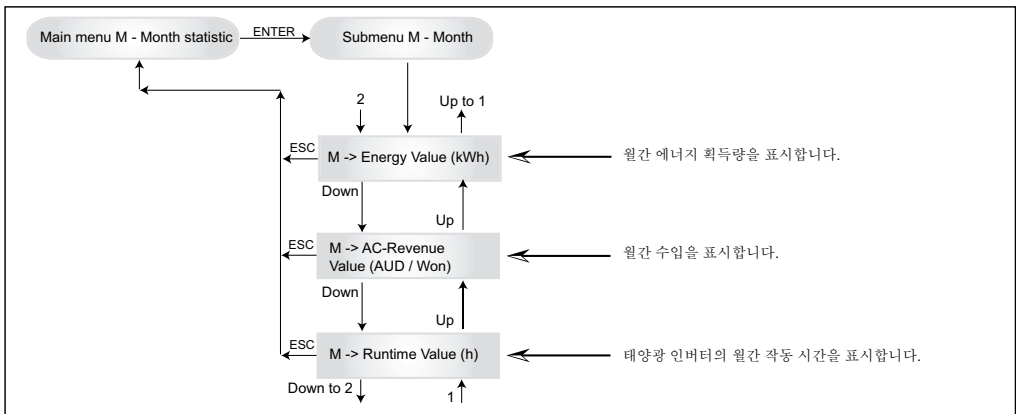 Main menu M - Month statistic
ENTER
Submenu M - Month
2
Up to 1
ESC
M -> Energy Value (kWh)
월간 에너지 획득량을 표시합니다.
Down
Up
ESC
M -> AC-Revenue
Value (AUD / Won)
월간 수입을 표시합니다.
Down
Up
ESC
M -> Runtime Value (h)
태양광 인버터의 월간 작동 시간을 표시합니다.
Down to 2
1